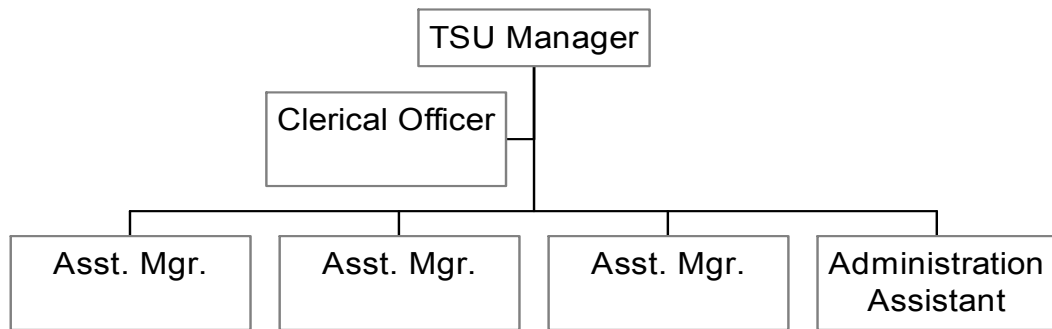 TSU Manager
Clerical Officer
Asst. Mgr.
Asst. Mgr.
Asst. Mgr.
Administration
Assistant